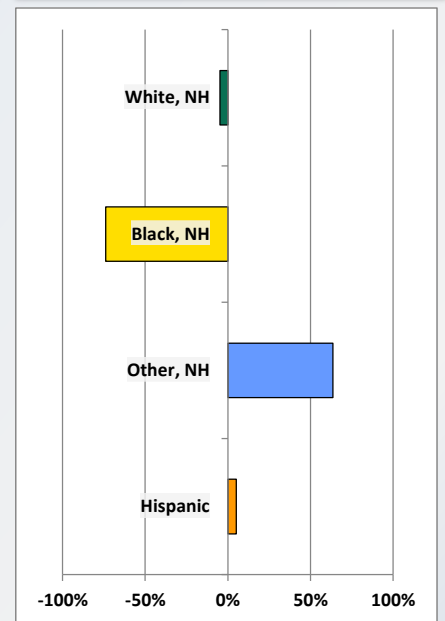 White, NH
Black, NH
Other, NH
Hispanic
-100% -50% 0% 50% 100%